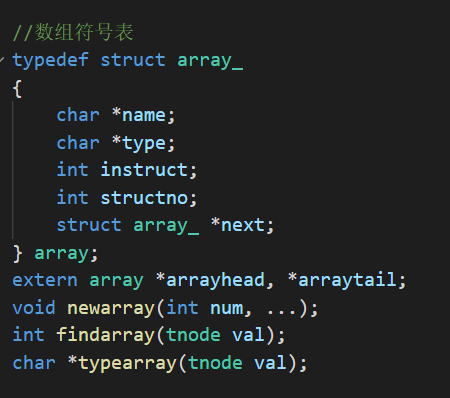 //数组符号表
typedef struct array_
{
    char *name;
    char *type;
    int instruct;
    int structno;
    struct array_ *next;
} array;
extern array *arrayhead, *arraytail;
void newarray(int num, ...);
int findarray(tnode val);
char *typearray(tnode val);